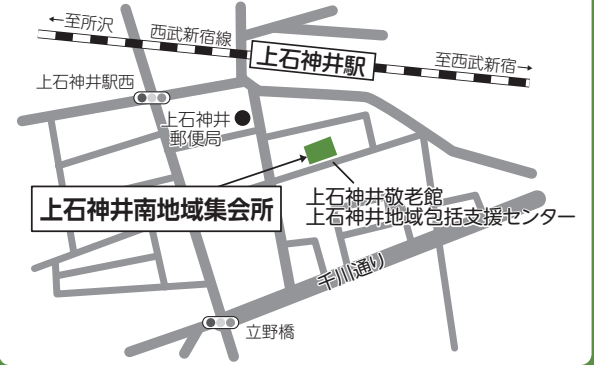 ←至所沢
西武新宿線
上石神井駅
至西武新宿→
上石神井駅西
上石神井
郵便局
上石神井南地域集会所
上石神井敬老館
上石神井地域包括支援センター
千川通り
立野橋